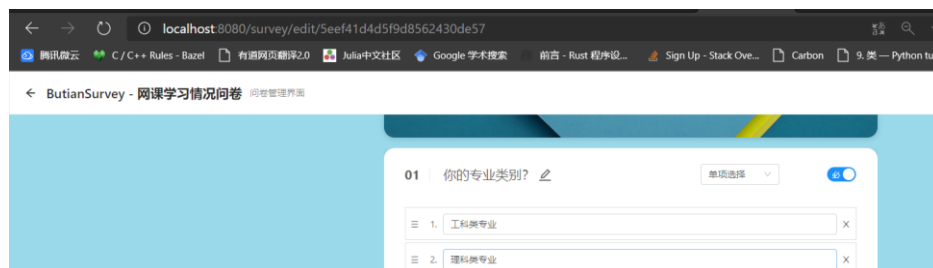 localhost:8080/survey/edit/5eef41d4d5f9d8562430de57
腾讯微云 C / C++ Rules - Bazel 有道网页翻译2.0 Julia中文社区 Google 学术搜索 前言 - Rust 程序设... Sign Up - Stack Ove... Carbon 9. 类 — Python tu
ButianSurvey - 网课学习情况问卷 问卷管理界面
01 你的专业类别? 单项选择 必
1. 工科类专业
2. 理科类专业